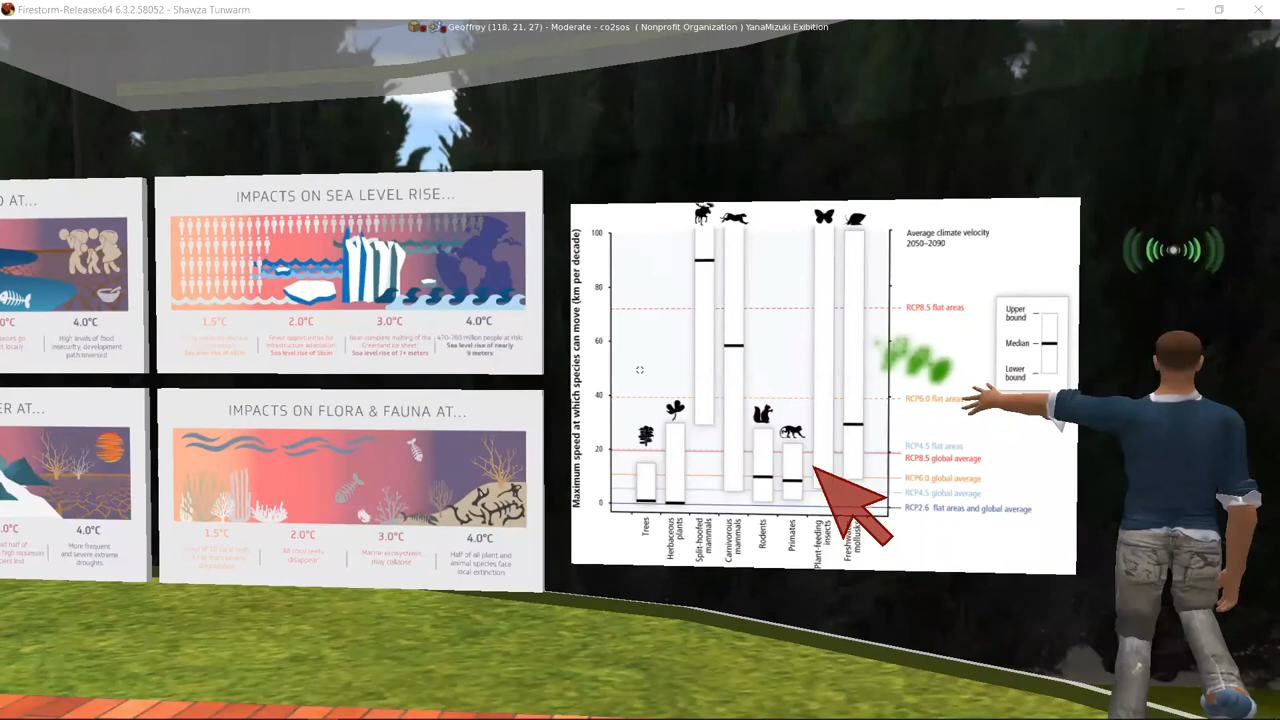 Firestorm-Releasex64 6.3.2.58052 - Shawza Tunwarm
Geoffroy (118, 21, 27) - Moderate - co2sos ( Nonprofit Organization ) YanaMizuki Exibition
AT...
0°C
4.0°C
High levels of food
insecurity, development
path reversed
IMPACTS ON SEA LEVEL RISE...
1.5°C
2.0°C
3.0°C
4.0°C
Fewest opportunities for
infrastructure adaptation
Sea level rise of 56cm
Near-complete melting of the
Greenland ice sheet
Sea level rise of 7+ meters
470-760 million people at risk
Sea level rise of nearly
9 meters
ER AT...
.0°C
4.0°C
More frequent
and severe extreme
droughts
IMPACTS ON FLORA & FAUNA AT...
1.5°C
2.0°C
3.0°C
4.0°C
All coral reefs
disappear
Marine ecosystems
may collapse
Half of all plant and
animal species face
local extinction
Maximum speed at which species can move (km per decade)
100
80
60
40
20
0
Trees
Herbaceous
plants
Split-hoofed
mammals
Carnivorous
mammals
Rodents
Primates
Plant-feeding
insects
mollusks
Average climate velocity
2050–2090
RCP8.5 flat areas
RCP6.0 flat areas
RCP4.5 flat areas
RCP8.5 global average
RCP6.0 global average
RCP4.5 global average
RCP2.6 flat areas and global average
Upper
bound
Median
Lower
bound